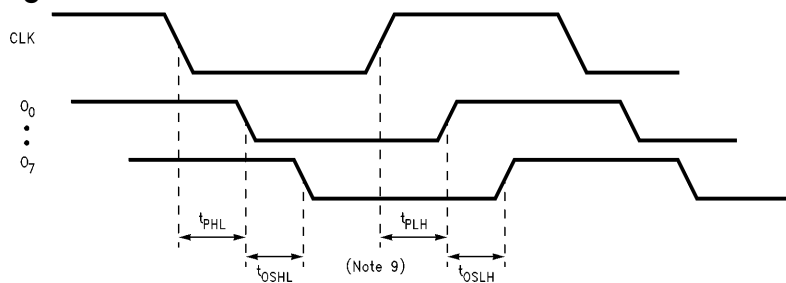 CLK
O0
O7
tPHL
tPLH
tOSHL
(Note 9)
tOSLH